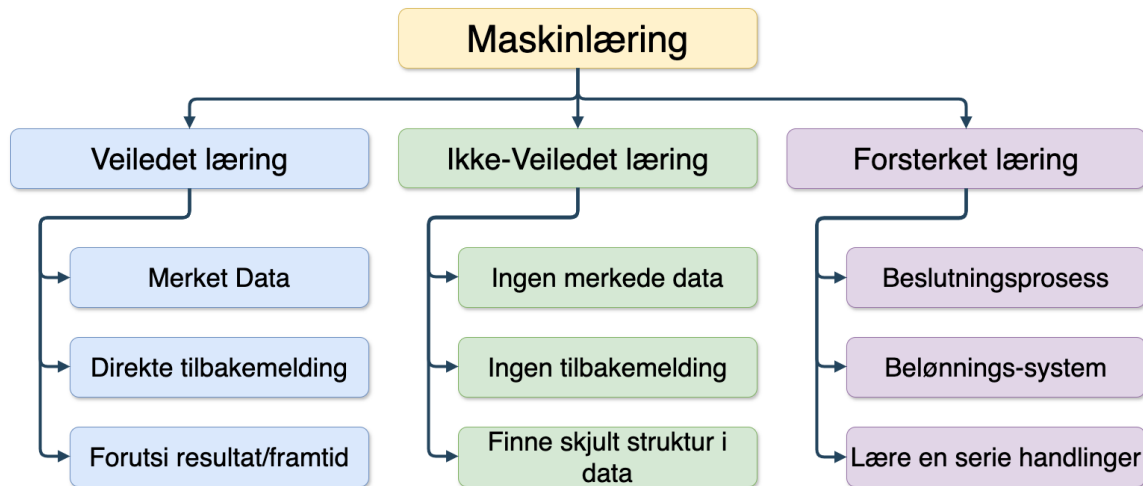 Maskinlæring
Veiledet læring
Ikke-Veiledet læring
Forsterket læring
Merket Data
Ingen merkede data
Beslutningsprosess
Direkte tilbakemelding
Ingen tilbakemelding
Belønnings-system
Forutsi resultat/framtid
Finne skjult struktur i
data
Lære en serie handlinger